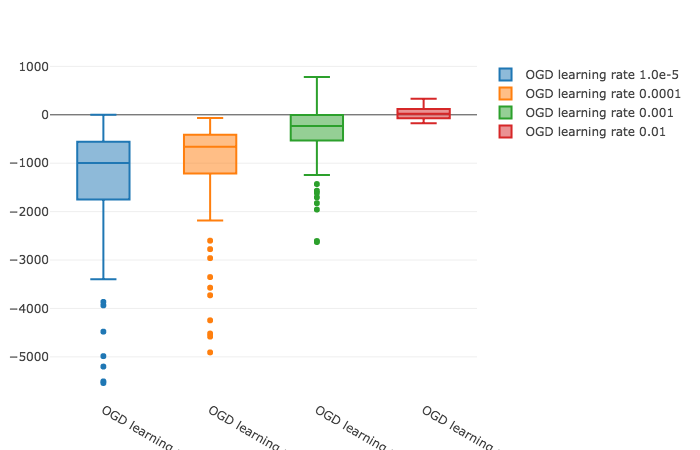 1000
0
−1000
−2000
−3000
−4000
−5000
OGD learning
OGD learning
OGD learning
OGD learning
OGD learning rate 1.0e-5
OGD learning rate 0.0001
OGD learning rate 0.001
OGD learning rate 0.01